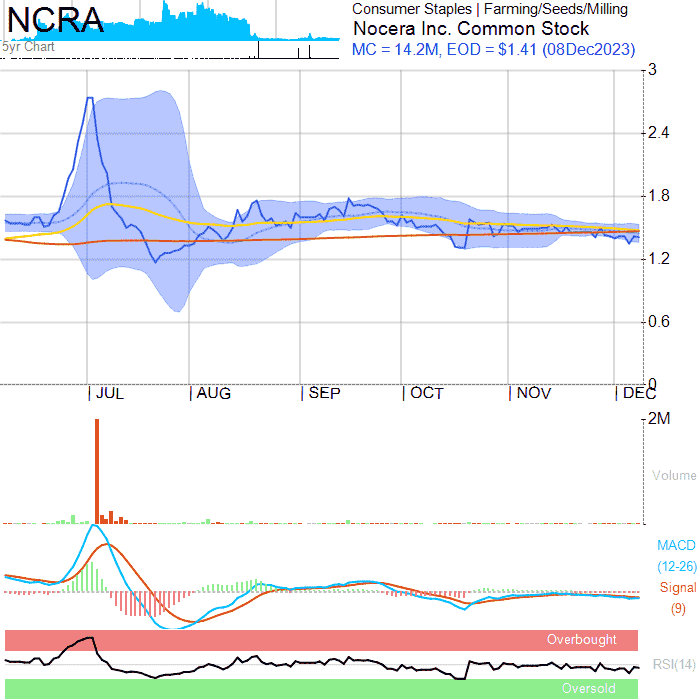 NCRA
5yr Chart
Consumer Staples | Farming/Seeds/Milling
Nocera Inc. Common Stock
MC = 14.2M, EOD = $1.41 (08Dec2023)
3
2.4
1.8
1.2
0.6
0
JUL AUG SEP OCT NOV DEC
2M
Volume
MACD
(12-26)
Signal
(9)
Overbought
RSI(14)
Oversold